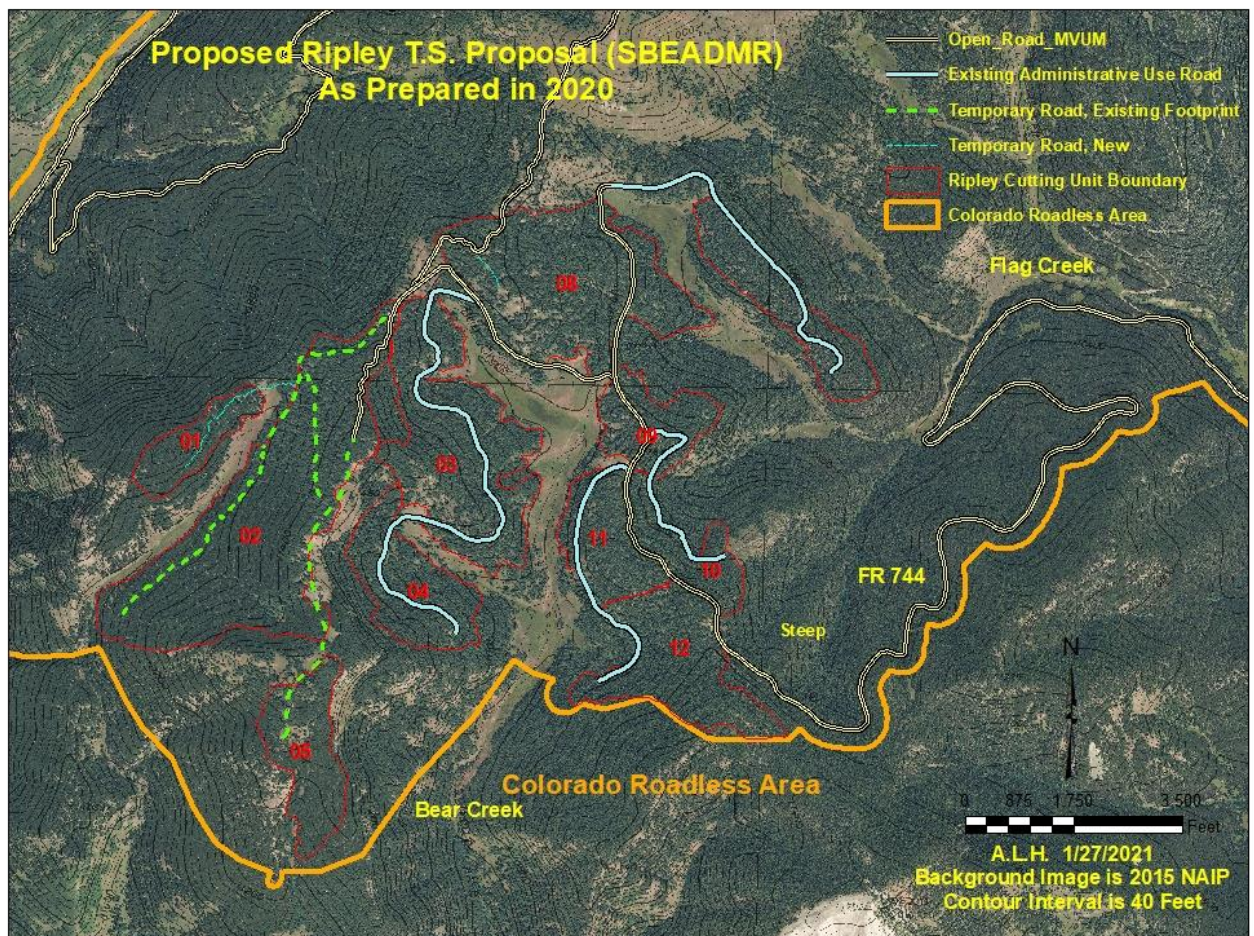 Proposed Ripley T.S. Proposal (SBEADMR)
As Prepared in 2020
Open_Road_MVUM
Existing Administrative Use Road
Temporary Road, Existing Footprint
Temporary Road, New
Ripley Cutting Unit Boundary
Colorado Roadless Area
Flag Creek
08
01
09
03
02
11
10
FR 744
04
Steep
12
N
05
Colorado Roadless Area
Bear Creek
0 875 1,750 3,500
Feet
A.L.H. 1/27/2021
Background Image is 2015 NAIP
Contour Interval is 40 Feet